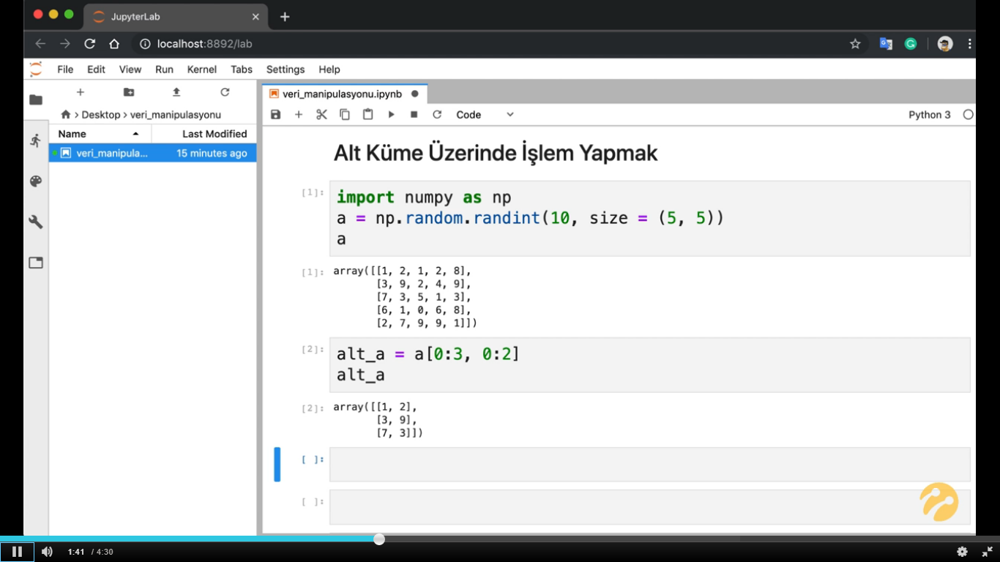 JupyterLab
localhost:8892/lab
File Edit View Run Kernel Tabs Settings Help
Desktop > veri_manipulasyonu
Name Last Modified
veri_manipula... 15 minutes ago
veri_manipulasyonu.ipynb
Code Python 3
Alt Küme Üzerinde İşlem Yapmak
[1]: import numpy as np
a = np.random.randint(10, size = (5, 5))
a
[1]: array([[1, 2, 1, 2, 8],
[3, 9, 2, 4, 9],
[7, 3, 5, 1, 3],
[6, 1, 0, 6, 8],
[2, 7, 9, 9, 1]])
[2]: alt_a = a[0:3, 0:2]
alt_a
[2]: array([[1, 2],
[3, 9],
[7, 3]])
[ ]:
[ ]:
1:41 / 4:30